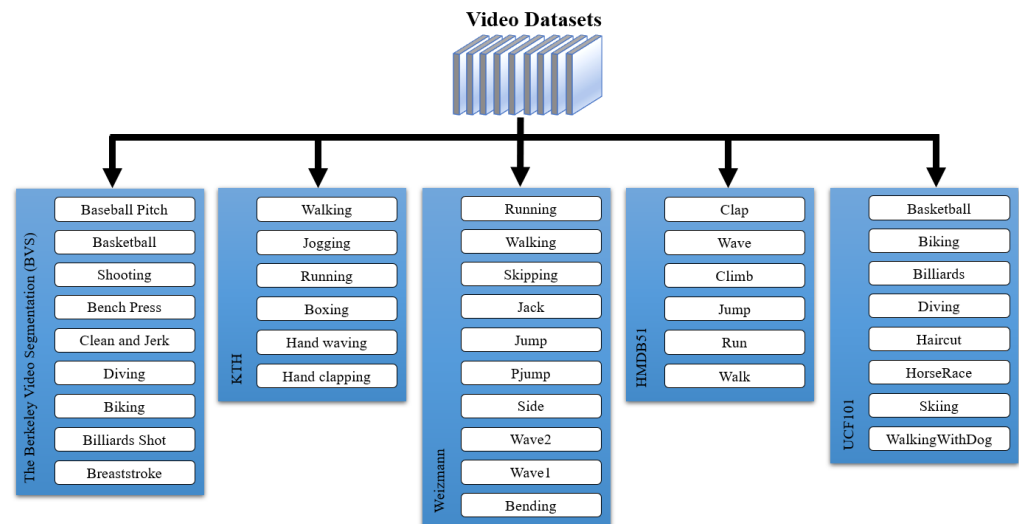 Video Datasets
The Berkeley Video Segmentation (BVS)
Baseball Pitch
Basketball
Shooting
Bench Press
Clean and Jerk
Diving
Biking
Billiards Shot
Breaststroke
KTH
Walking
Jogging
Running
Boxing
Hand waving
Hand clapping
Weizmann
Running
Walking
Skipping
Jack
Jump
Pjump
Side
Wave2
Wave1
Bending
HMDB51
Clap
Wave
Climb
Jump
Run
Walk
UCF101
Basketball
Biking
Billiards
Diving
Haircut
HorseRace
Skiing
WalkingWithDog